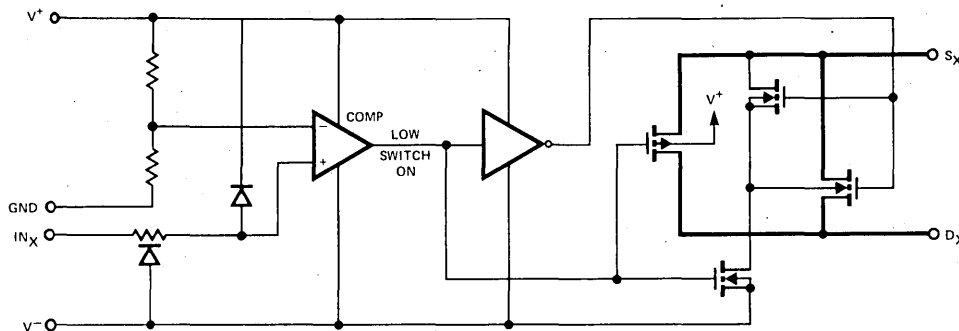 V+
COMP
−
+
LOW
SWITCH
ON
V+
SX
GND
INX
DX
V−